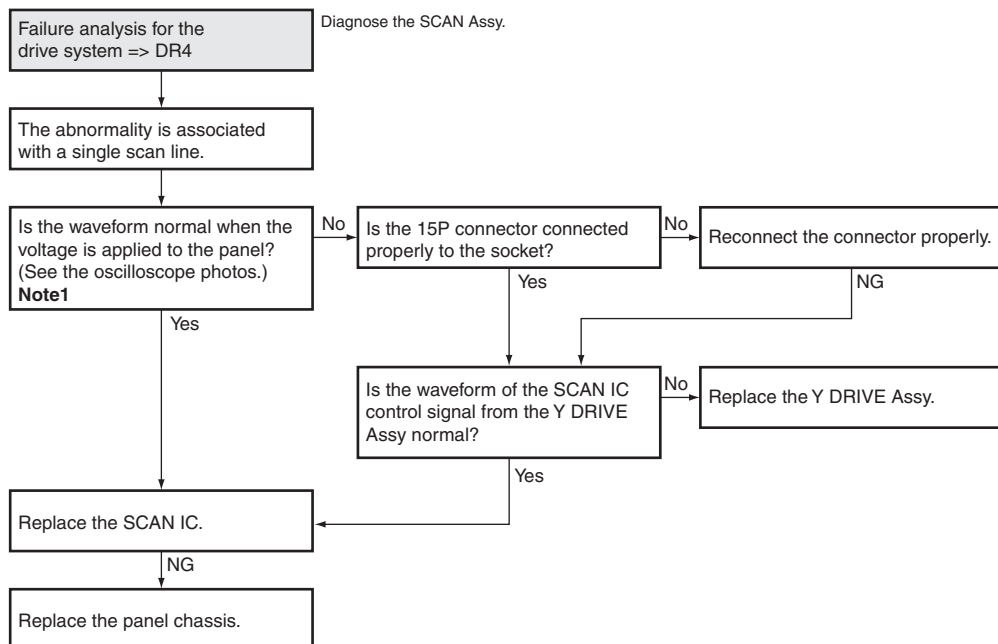 Failure analysis for the
drive system => DR4
Diagnose the SCAN Assy.
The abnormality is associated
with a single scan line.
Is the waveform normal when the
voltage is applied to the panel?
(See the oscilloscope photos.)
Note1
No
Is the 15P connector connected
properly to the socket?
No
Reconnect the connector properly.
Yes
Yes
NG
Is the waveform of the SCAN IC
control signal from the Y DRIVE
Assy normal?
No
Replace the Y DRIVE Assy.
Yes
Replace the SCAN IC.
NG
Replace the panel chassis.